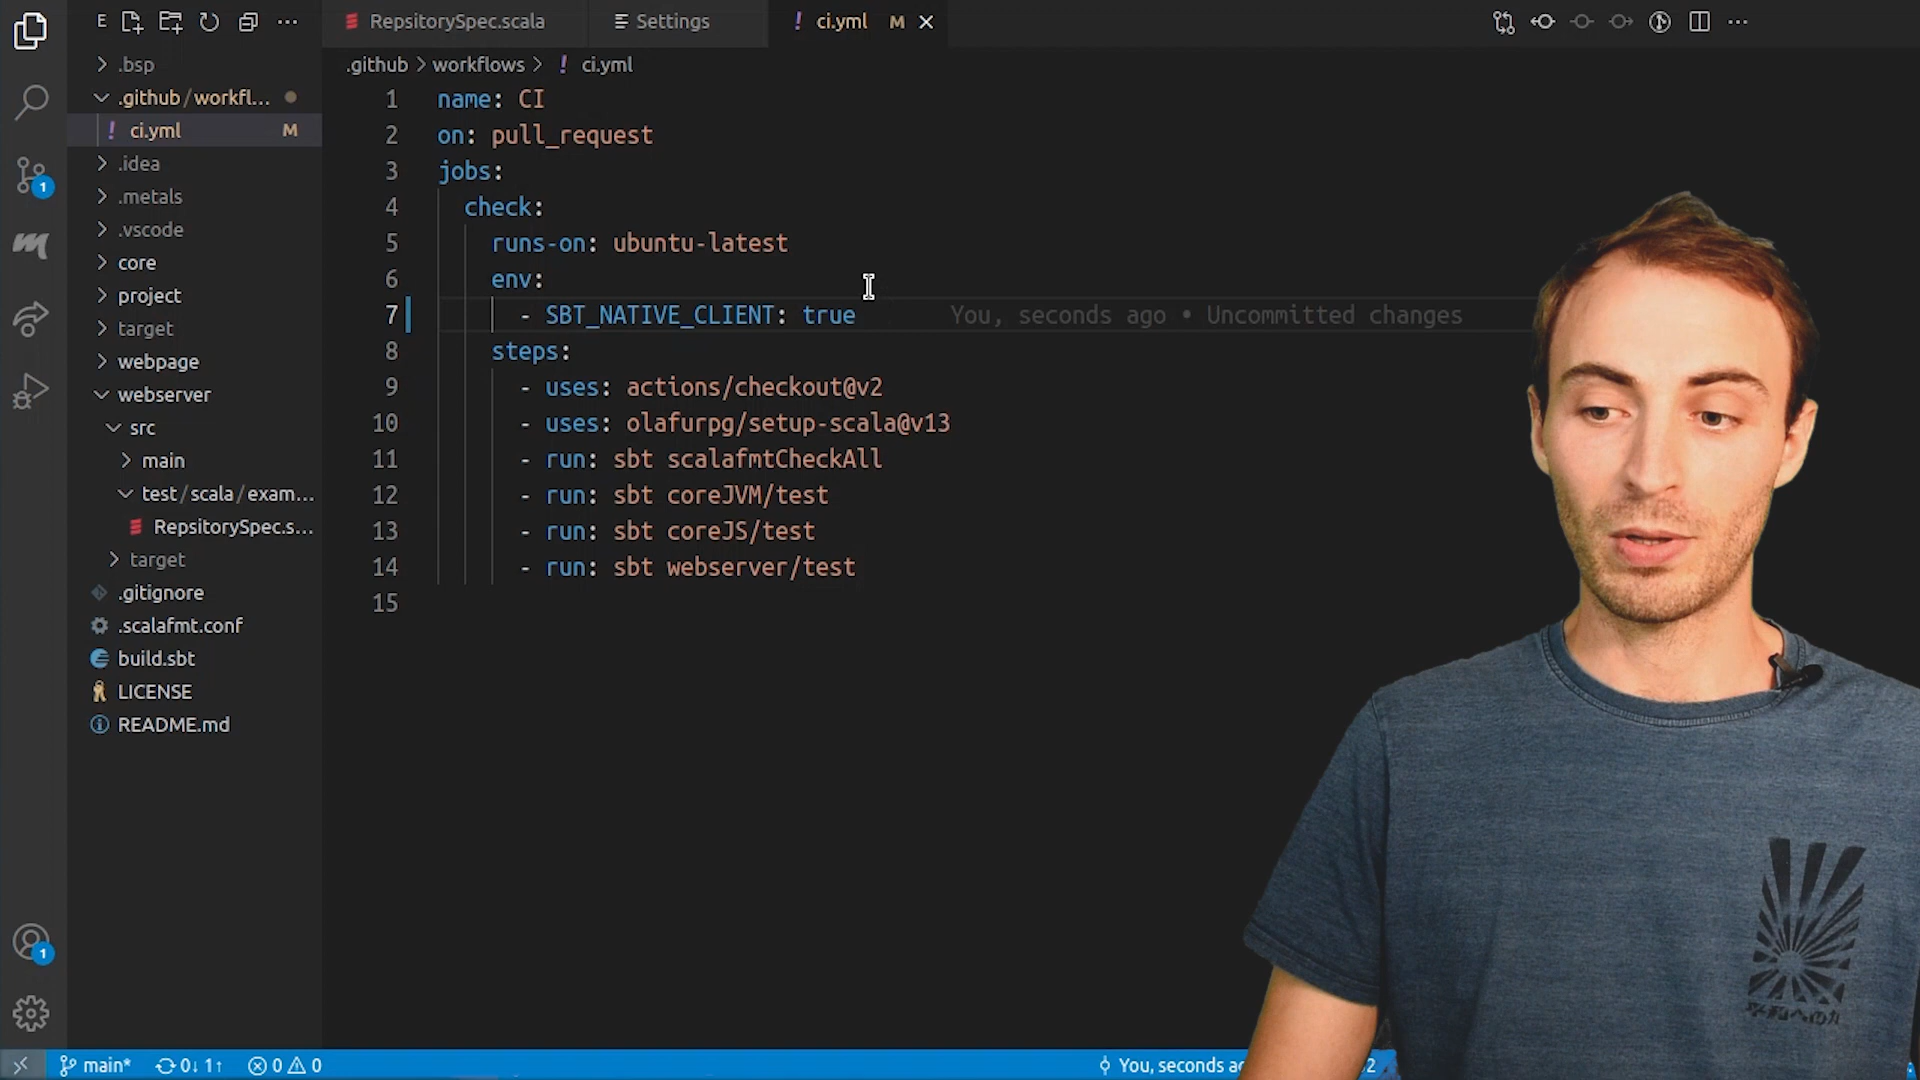 E
RepsitorySpec.scala
Settings
! ci.yml M
.bsp
.github/workfl...
! ci.yml M
.idea
.metals
.vscode
core
project
target
webpage
webserver
src
main
test/scala/exam...
RepsitorySpec.s...
target
.gitignore
.scalafmt.conf
build.sbt
LICENSE
README.md
1
1
.github > workflows > ! ci.yml
1 name: CI
2 on: pull_request
3 jobs:
4 check:
5 runs-on: ubuntu-latest
6 env:
7 - SBT_NATIVE_CLIENT: true You, seconds ago • Uncommitted changes
8 steps:
9 - uses: actions/checkout@v2
10 - uses: olafurpg/setup-scala@v13
11 - run: sbt scalafmtCheckAll
12 - run: sbt coreJVM/test
13 - run: sbt coreJS/test
14 - run: sbt webserver/test
15
main* 0↓ 1↑ 0 0 You, seconds 2